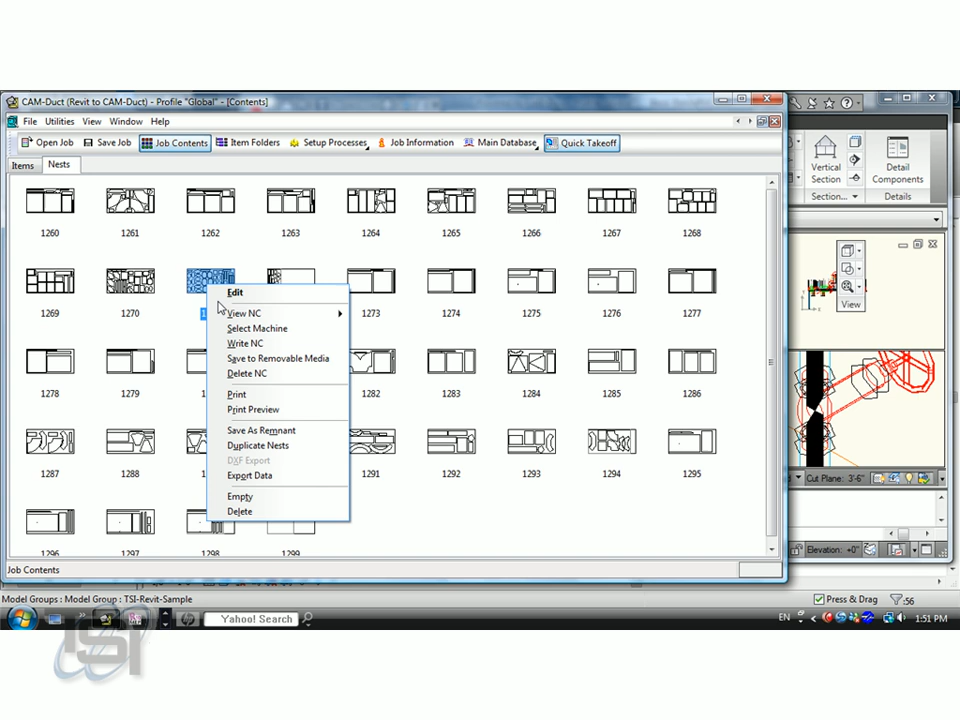 CAM-Duct (Revit to CAM-Duct) - Profile "Global" - [Contents]
File Utilities View Window Help
Open Job Save Job Job Contents Item Folders Setup Processes Job Information Main Database Quick Takeoff
Items Nests
1260 1261 1262 1263 1264 1265 1266 1267 1268
1269 1270 1 1273 1274 1275 1276 1277
1278 1279 1 1282 1283 1284 1285 1286
1287 1288 1 1291 1292 1293 1294 1295
1296 1297 1298 1299
Edit
View NC
Select Machine
Write NC
Save to Removable Media
Delete NC
Print
Print Preview
Save As Remnant
Duplicate Nests
DXF Export
Export Data
Empty
Delete
Job Contents
Vertical
Section
Detail
Components
Section...
Details
View
Cut Plane: 3'-6"
Elevation: +0"
Model Groups : Model Group : TSI-Revit-Sample
Press & Drag
:56
Yahoo! Search
EN
1:51 PM
TSI